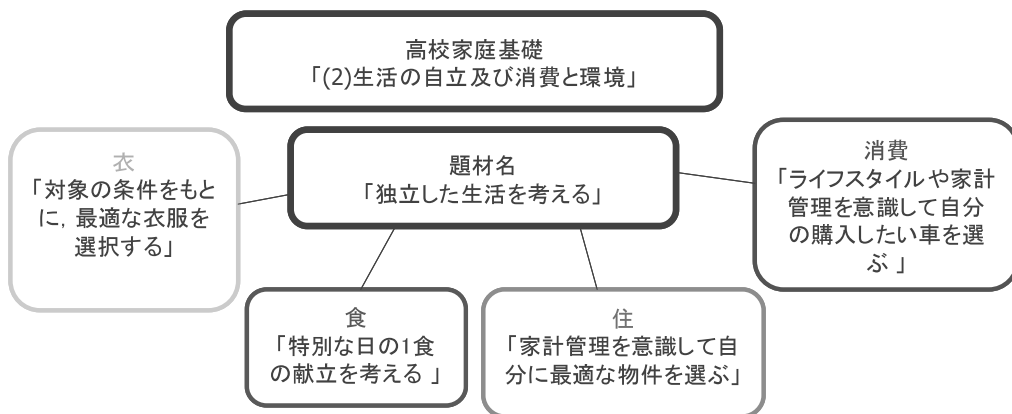 高校家庭基礎
「(2)生活の自立及び消費と環境」
題材名
「独立した生活を考える」
衣
「対象の条件をもと
に, 最適な衣服を
選択する」
食
「特別な日の1食
の献立を考える 」
住
「家計管理を意識して自
分に最適な物件を選ぶ」
消費
「ライフスタイルや家計
管理を意識して自分
の購入したい車を選
ぶ 」